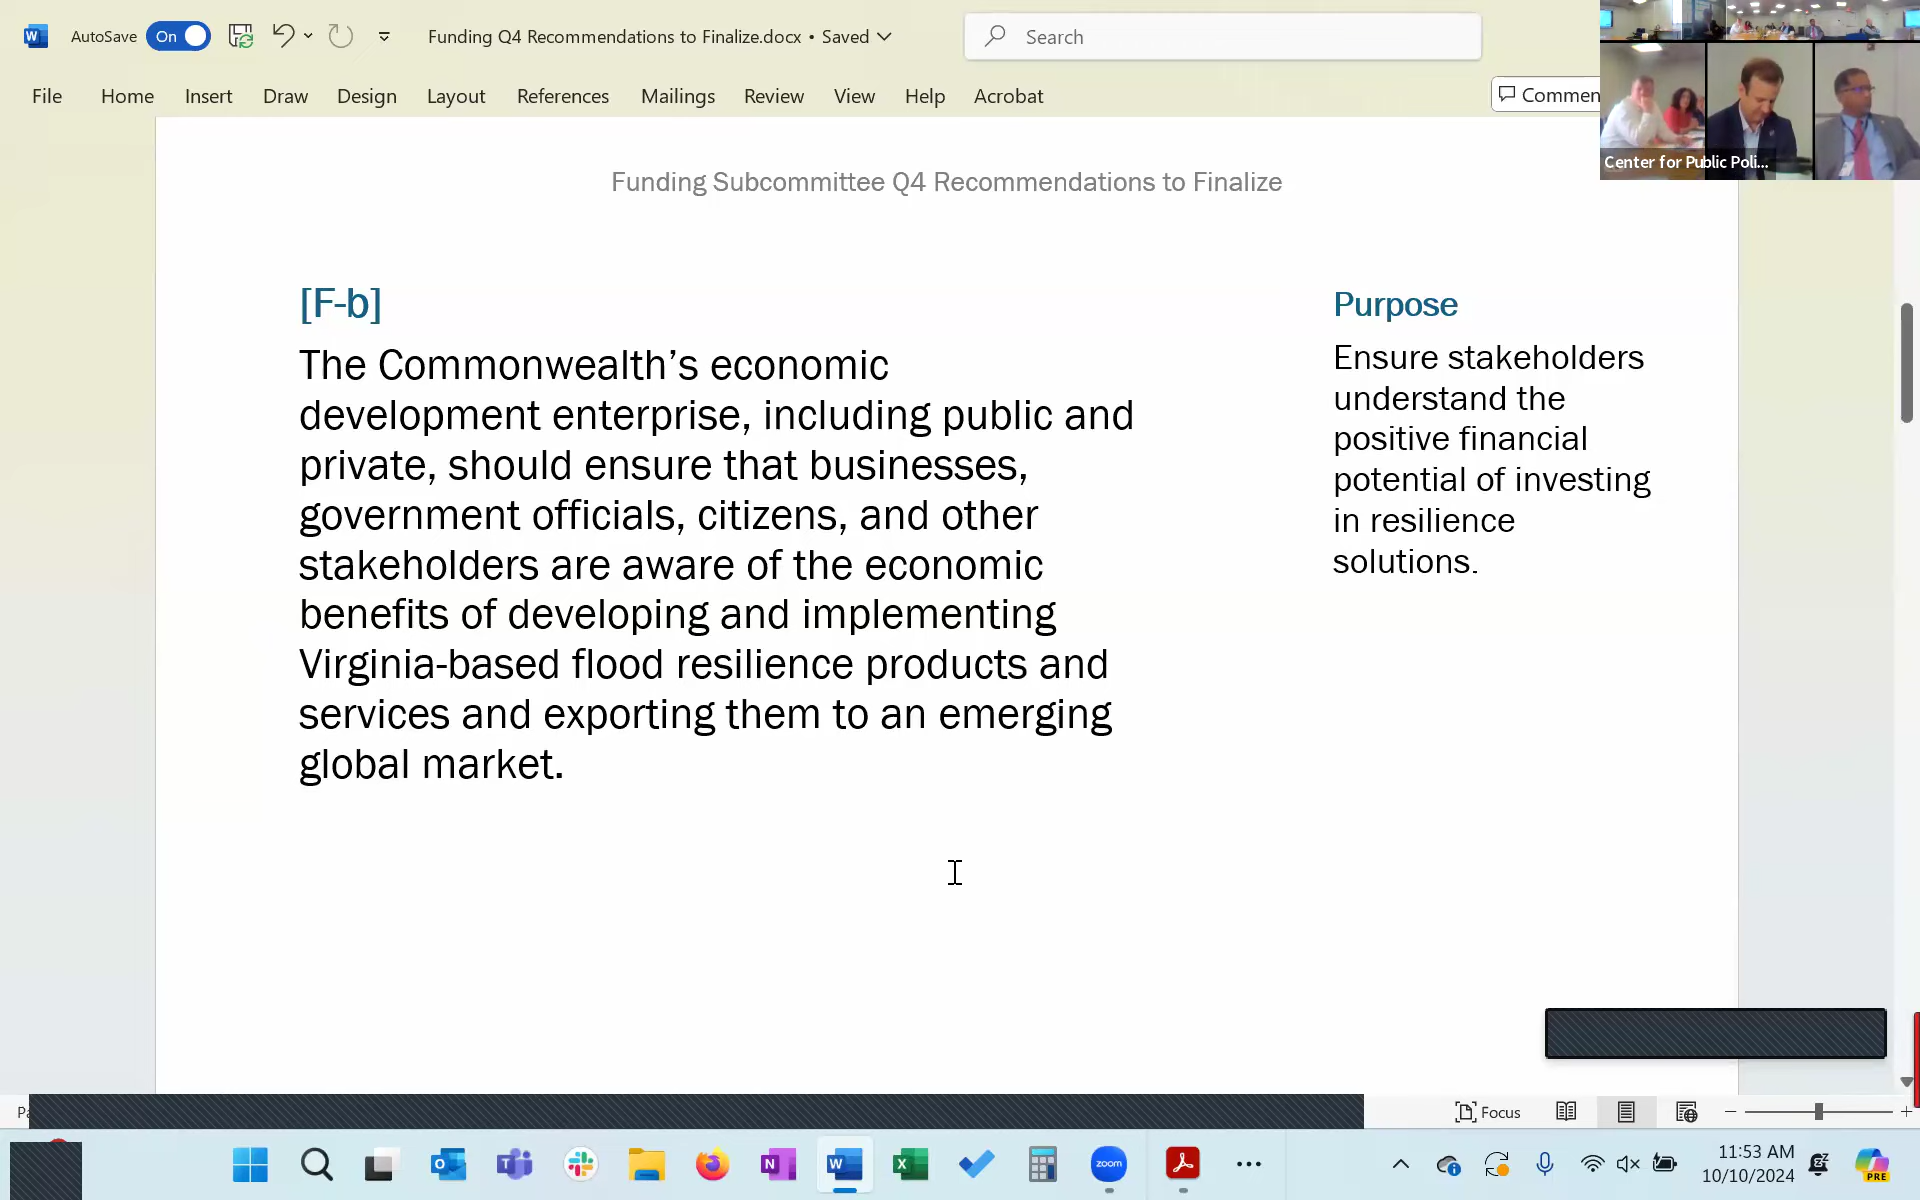 AutoSave On Funding Q4 Recommendations to Finalize.docx • Saved Search
File Home Insert Draw Design Layout References Mailings Review View Help Acrobat Commen
Center for Public Poli...
Funding Subcommittee Q4 Recommendations to Finalize
[F-b]
The Commonwealth’s economic
development enterprise, including public and
private, should ensure that businesses,
government officials, citizens, and other
stakeholders are aware of the economic
benefits of developing and implementing
Virginia-based flood resilience products and
services and exporting them to an emerging
global market.
Purpose
Ensure stakeholders
understand the
positive financial
potential of investing
in resilience
solutions.
Focus
zoom
11:53 AM
10/10/2024
PRE